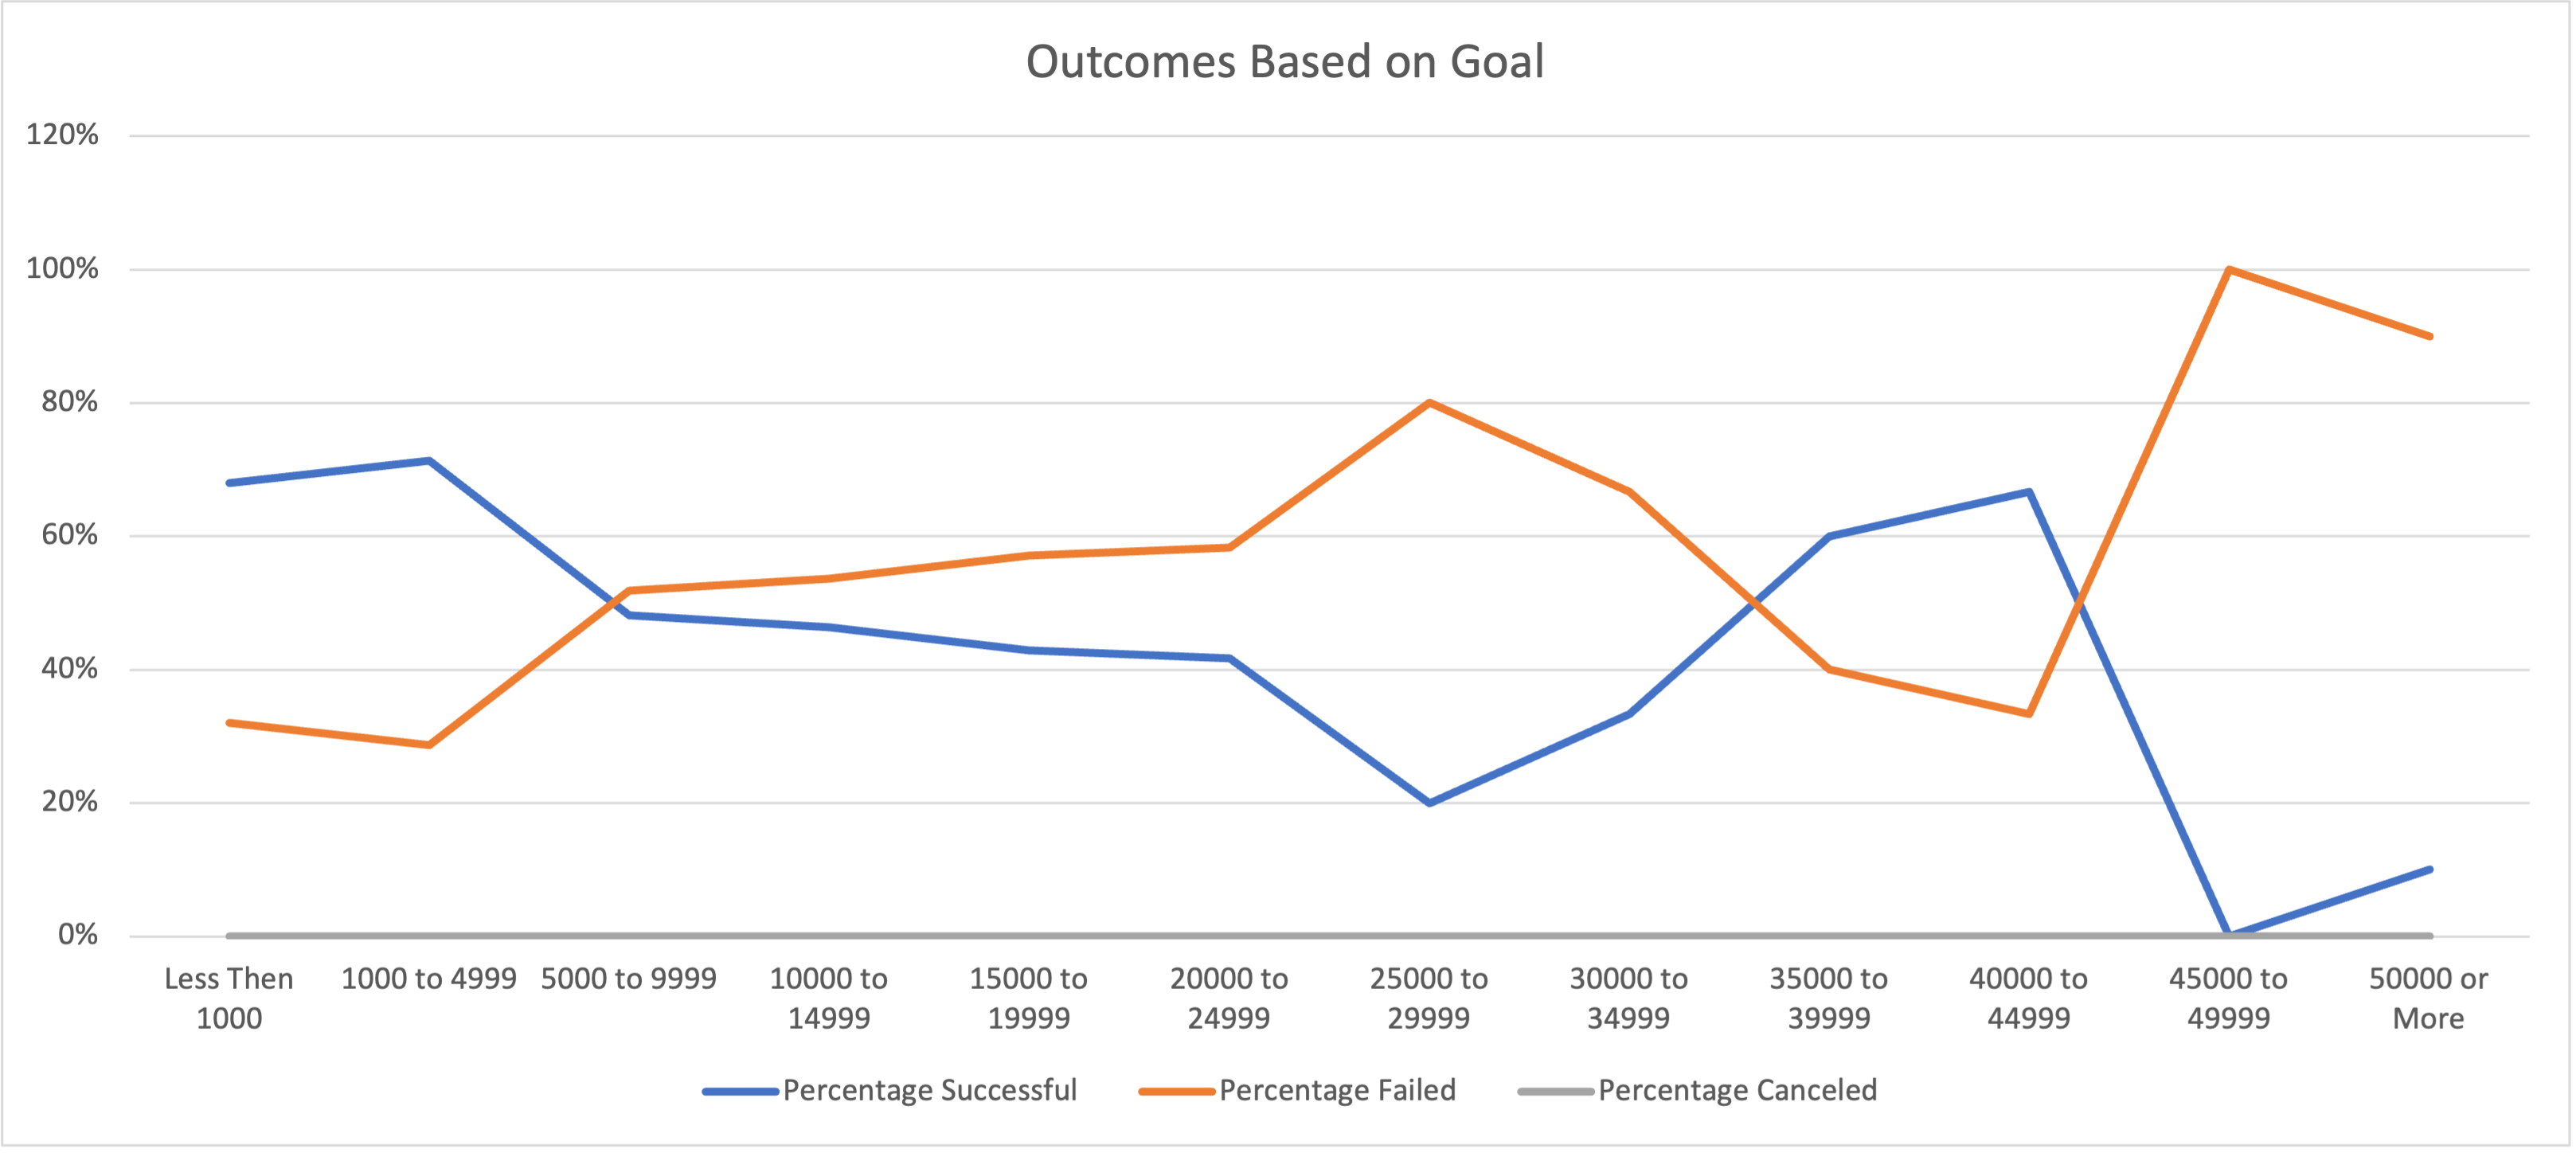 Outcomes Based on Goal
120%
100%
80%
60%
40%
20%
0%
Less Then 1000
1000 to 4999
5000 to 9999
10000 to 14999
15000 to 19999
20000 to 24999
25000 to 29999
30000 to 34999
35000 to 39999
40000 to 44999
45000 to 49999
50000 or More
Percentage Successful
Percentage Failed
Percentage Canceled